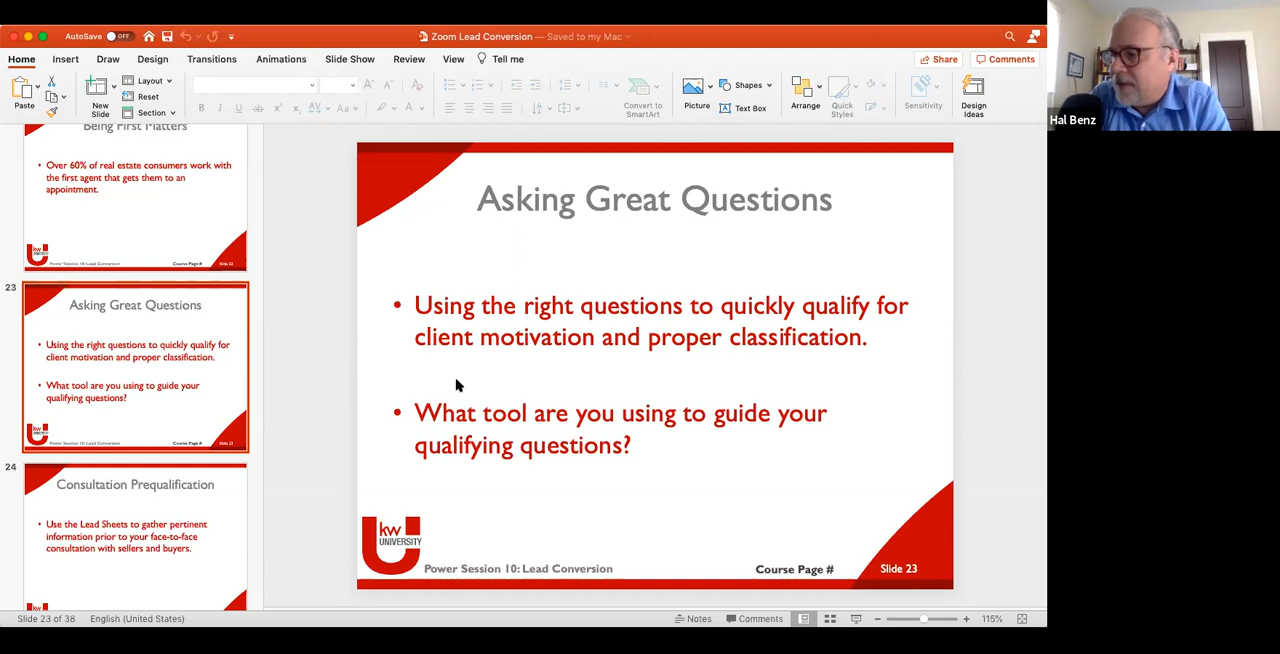 AutoSave
OFF
Zoom Lead Conversion — Saved to my Mac
Home
Insert
Draw
Design
Transitions
Animations
Slide Show
Review
View
Tell me
Share
Comments
Paste
New
Slide
Layout
Reset
Section
Convert to
SmartArt
Picture
Shapes
Text Box
Arrange
Quick
Styles
Sensitivity
Design
Ideas
Hal Benz
Being First Matters
• Over 60% of real estate consumers work with
the first agent that gets them to an
appointment.
kw
UNIVERSITY
Power Session 10: Lead Conversion
Course Page #
Slide 22
23
Asking Great Questions
• Using the right questions to quickly qualify for
client motivation and proper classification.
• What tool are you using to guide your
qualifying questions?
kw
UNIVERSITY
Power Session 10: Lead Conversion
Course Page #
Slide 23
24
Consultation Prequalification
• Use the Lead Sheets to gather pertinent
information prior to your face-to-face
consultation with sellers and buyers.
kw
Asking Great Questions
• Using the right questions to quickly qualify for
client motivation and proper classification.
• What tool are you using to guide your
qualifying questions?
kw
UNIVERSITY
Power Session 10: Lead Conversion
Course Page #
Slide 23
Slide 23 of 38
English (United States)
Notes
Comments
115%